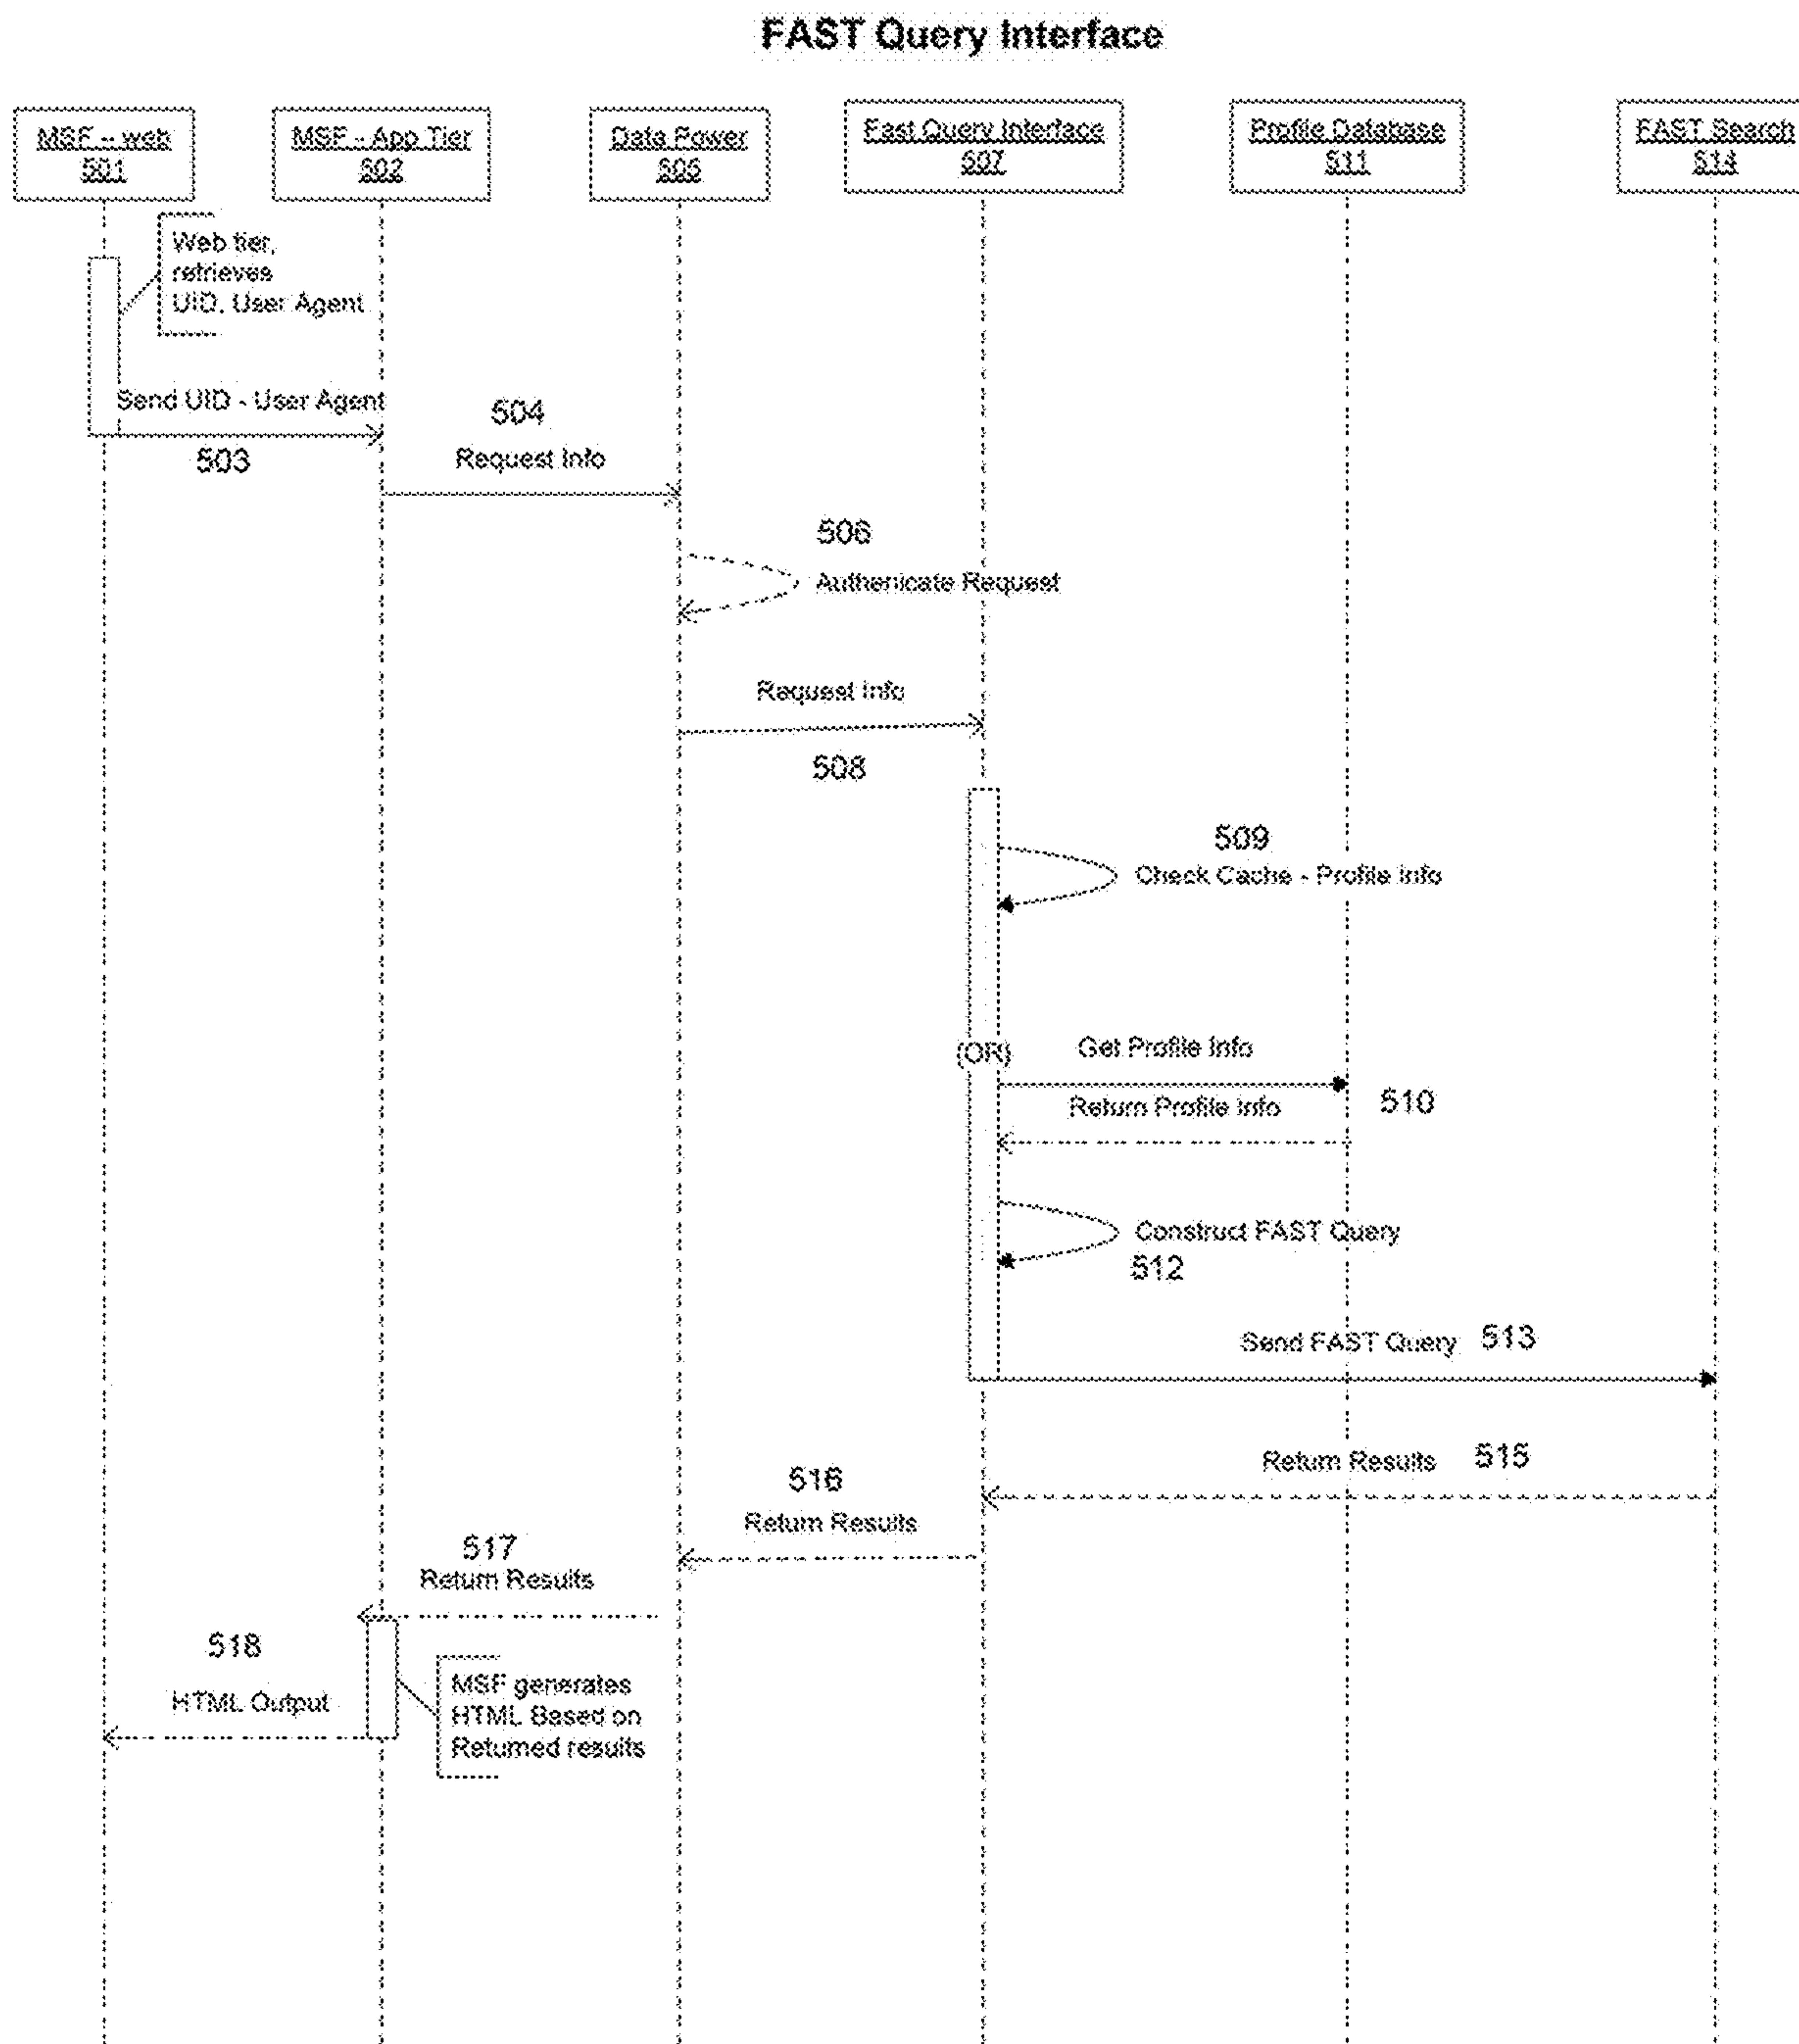 FAST Query Interface
MSF -- web
501
MSF - App Tier
502
Data Power
505
Fast Query Interface
507
Profile Database
511
FAST Search
514
Web tier,
retrieves
UID, User Agent
Send UID - User Agent
503
504
Request Info
506
Authenicate Request
Request Info
508
509
Check Cache - Profile Info
(OR)
Get Profile Info
510
Return Profile Info
Construct FAST Query
512
Send FAST Query 513
Return Results 515
516
Return Results
517
Return Results
518
HTML Output
MSF generates
HTML Based on
Returned results